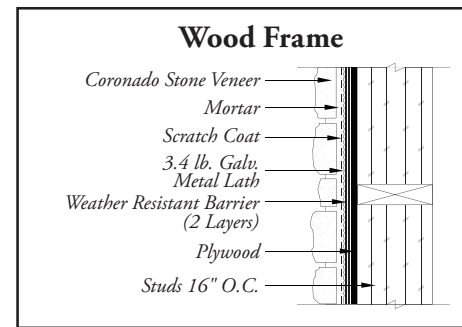 Wood Frame
Coronado Stone Veneer
Mortar
Scratch Coat
3.4 lb. Galv.
Metal Lath
Weather Resistant Barrier
(2 Layers)
Plywood
Studs 16" O.C.